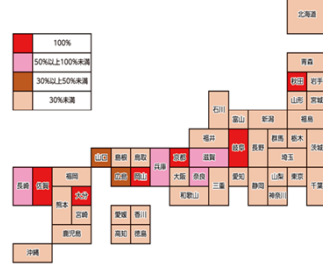 北海道
100%
50%以上100%未満
30%以上50%未満
30%未満
青森
秋田 岩手
山形 宮城
石川
富山 新潟 福島
福井 岐阜 長野 群馬 栃木 茨城
山口 島根 鳥取 兵庫 京都 滋賀 埼玉
広島 岡山 大阪 奈良 愛知 静岡 山梨 東京 千葉
長崎 佐賀 福岡 和歌山 三重 神奈川
熊本 大分
宮崎 愛媛 香川
鹿児島 高知 徳島
沖縄